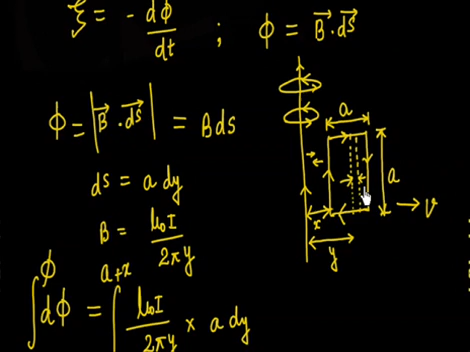 ξ = - dΦ/dt ; Φ = B⃗ · dS⃗
Φ = |B⃗ · dS⃗| = Bds
ds = a dy
B = μ₀I / 2πy
∫^Φ dΦ = ∫^(a+x) μ₀I / 2πy × a dy
a
a
x
y
v